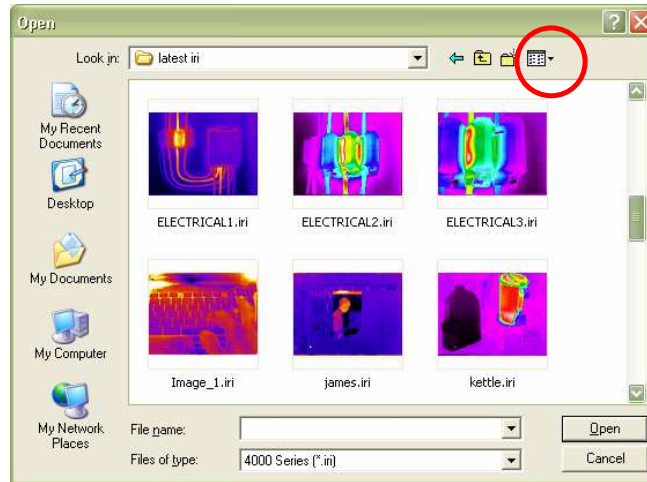 Open
Look in:
latest iri
My Recent
Documents
Desktop
My Documents
My Computer
My Network
Places
ELECTRICAL1.iri
ELECTRICAL2.iri
ELECTRICAL3.iri
Image_1.iri
james.iri
kettle.iri
File name:
Open
Files of type:
4000 Series (*.iri)
Cancel